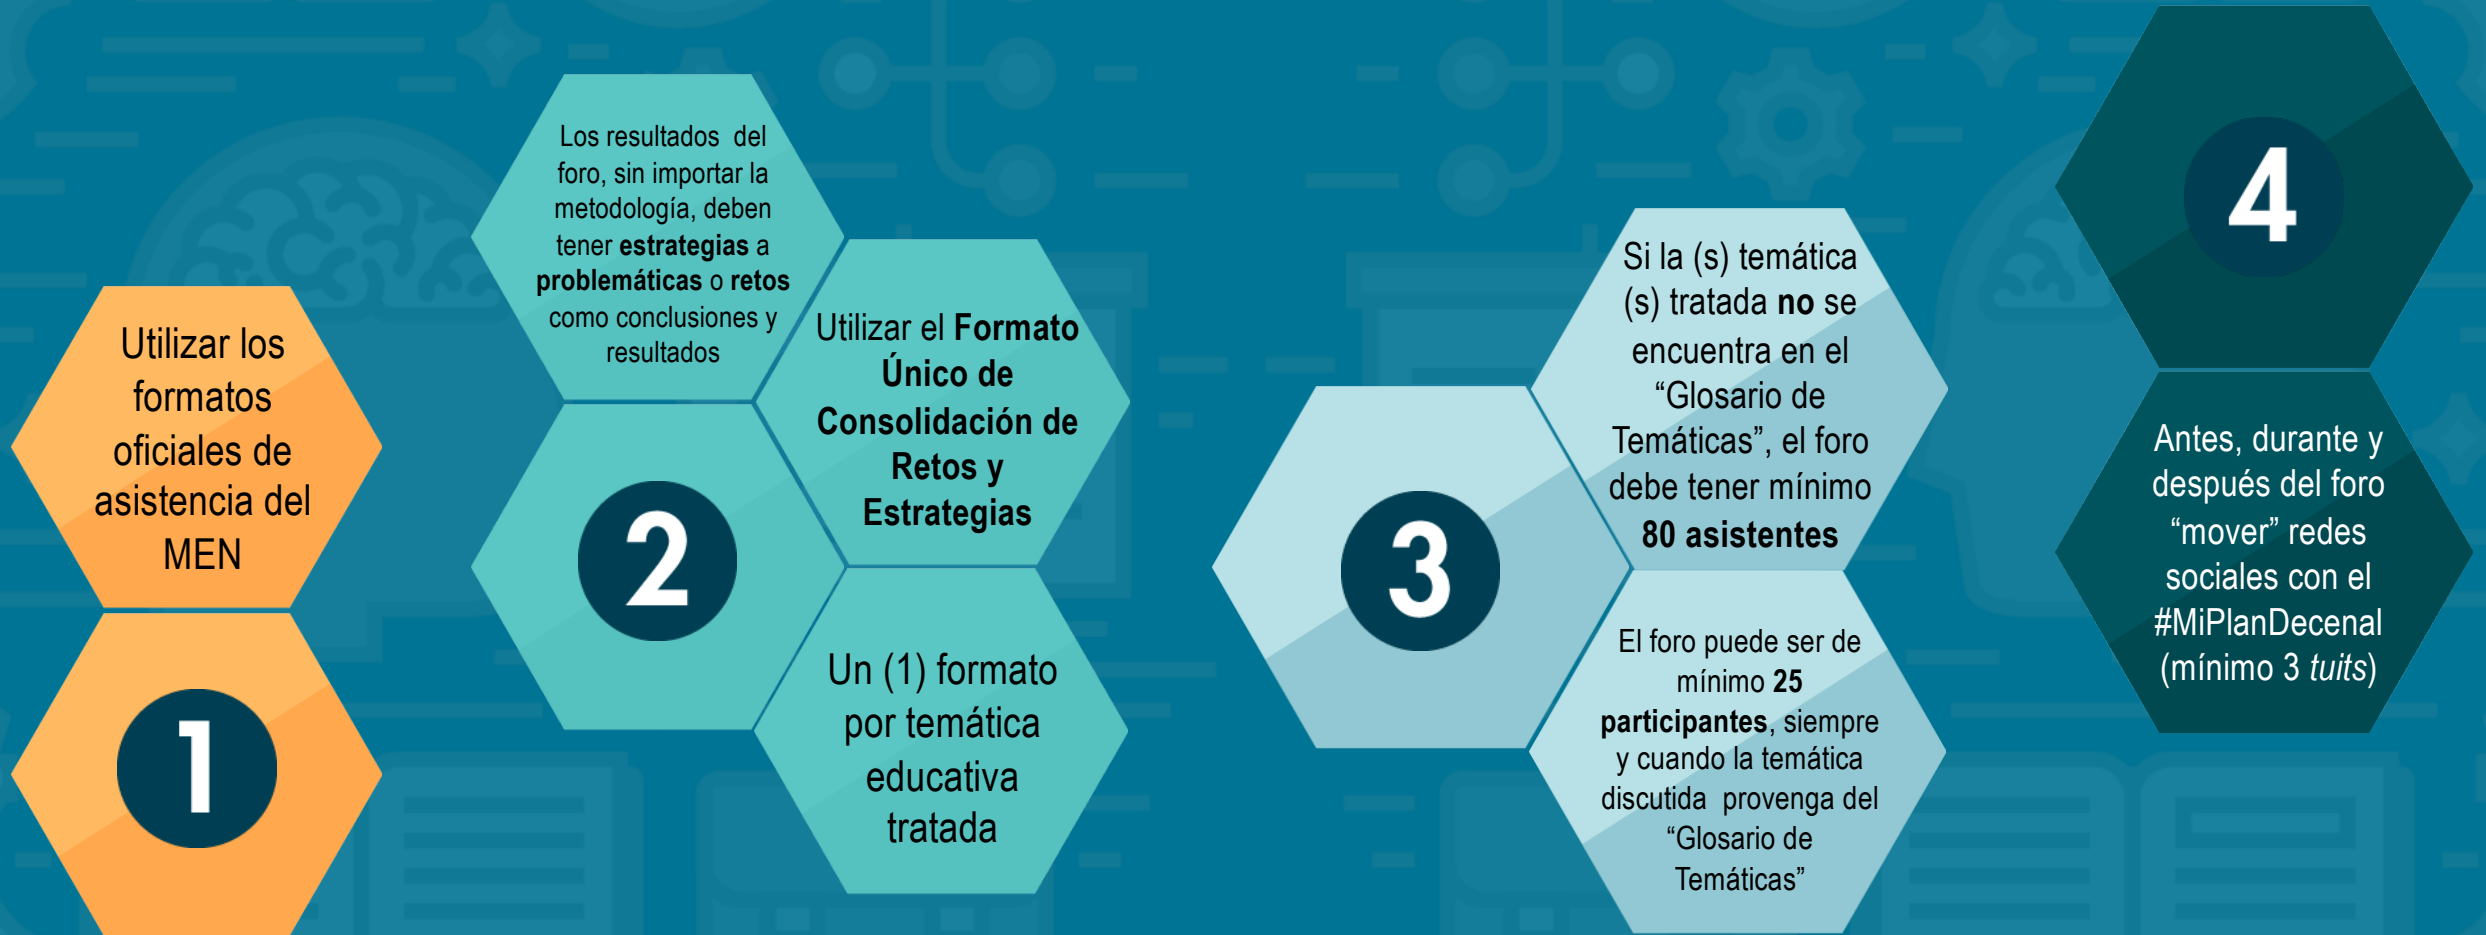 Utilizar los
formatos
oficiales de
asistencia del
MEN
1
Los resultados del
foro, sin importar la
metodología, deben
tener estrategias a
problemáticas o retos
como conclusiones y
resultados
2
Utilizar el Formato
Único de
Consolidación de
Retos y
Estrategias
Un (1) formato
por temática
educativa
tratada
3
Si la (s) temática
(s) tratada no se
encuentra en el
“Glosario de
Temáticas”, el foro
debe tener mínimo
80 asistentes
El foro puede ser de
mínimo 25
participantes, siempre
y cuando la temática
discutida provenga del
“Glosario de
Temáticas”
4
Antes, durante y
después del foro
“mover” redes
sociales con el
#MiPlanDecenal
(mínimo 3 tuits)